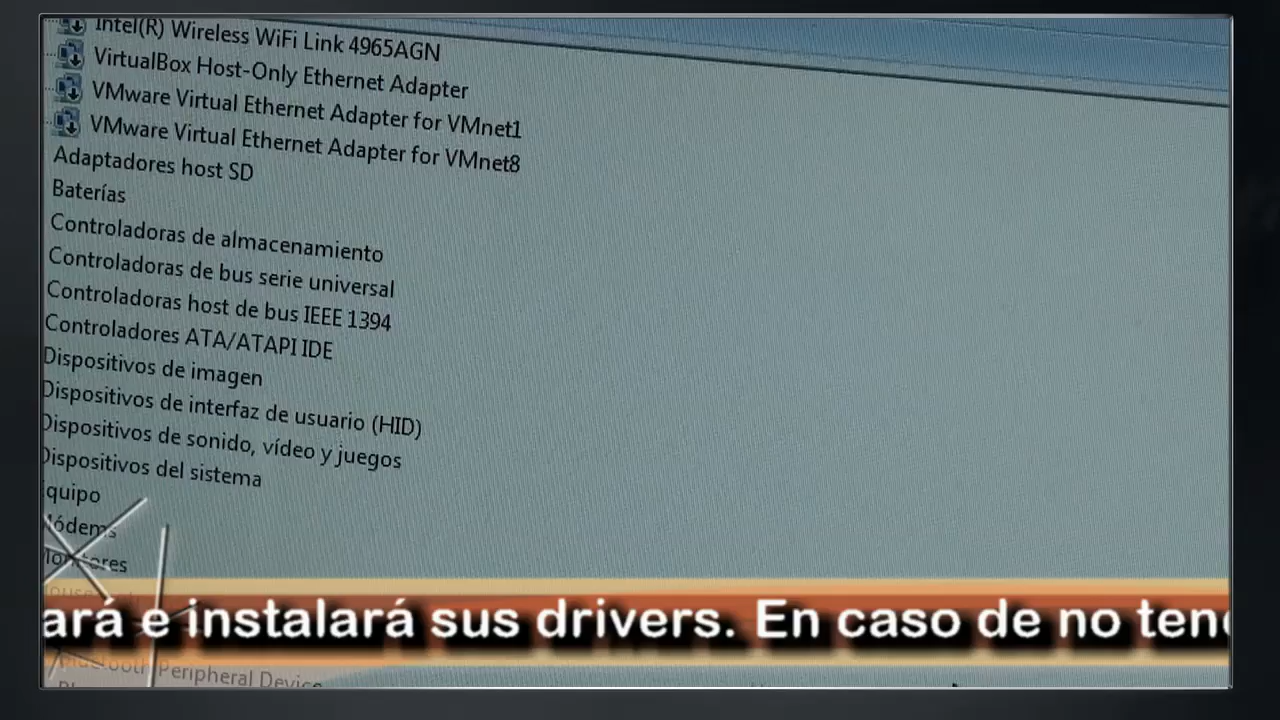 Intel(R) Wireless WiFi Link 4965AGN
VirtualBox Host-Only Ethernet Adapter
VMware Virtual Ethernet Adapter for VMnet1
VMware Virtual Ethernet Adapter for VMnet8
Adaptadores host SD
Baterías
Controladoras de almacenamiento
Controladoras de bus serie universal
Controladoras host de bus IEEE 1394
Controladores ATA/ATAPI IDE
Dispositivos de imagen
Dispositivos de interfaz de usuario (HID)
Dispositivos de sonido, vídeo y juegos
Dispositivos del sistema
quipo
ódems
Monitores
ará e instalará sus drivers. En caso de no ten
Bluetooth Peripheral Device